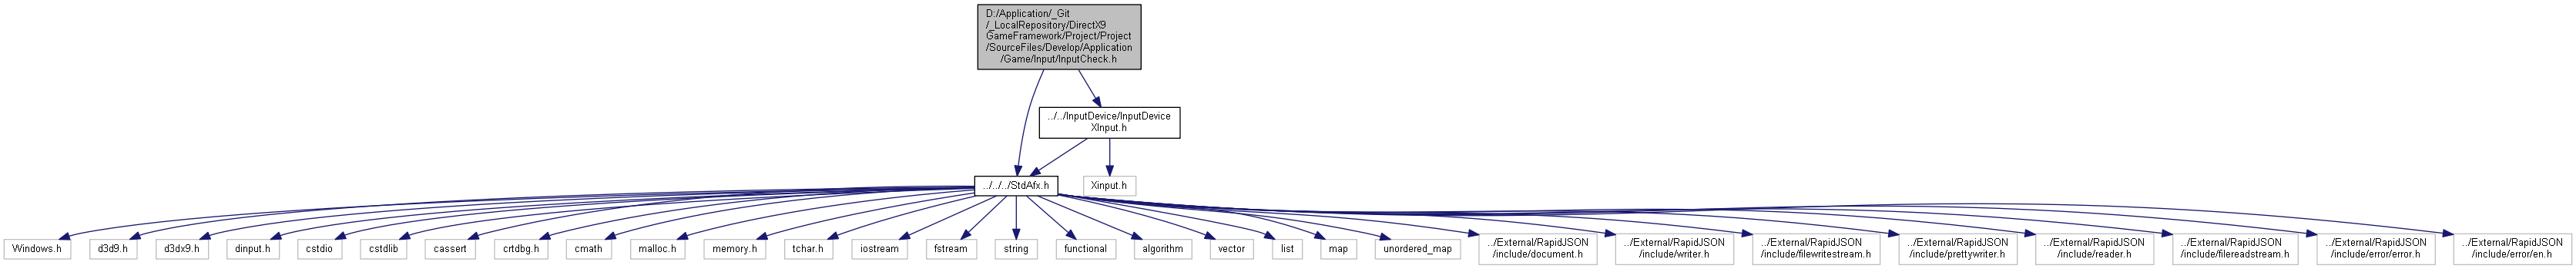 D:/Application/_Git
/_LocalRepository/DirectX9
GameFramework/Project/Project
/SourceFiles/Develop/Application
/Game/Input/InputCheck.h
../../InputDevice/InputDevice
XInput.h
../../../StdAfx.h
Xinput.h
Windows.h
d3d9.h
d3dx9.h
dinput.h
cstdio
cstdlib
cassert
crtdbg.h
cmath
malloc.h
memory.h
tchar.h
iostream
fstream
string
functional
algorithm
vector
list
map
unordered_map
../External/RapidJSON
/include/document.h
../External/RapidJSON
/include/writer.h
../External/RapidJSON
/include/filewritestream.h
../External/RapidJSON
/include/prettywriter.h
../External/RapidJSON
/include/reader.h
../External/RapidJSON
/include/filereadstream.h
../External/RapidJSON
/include/error/error.h
../External/RapidJSON
/include/error/en.h